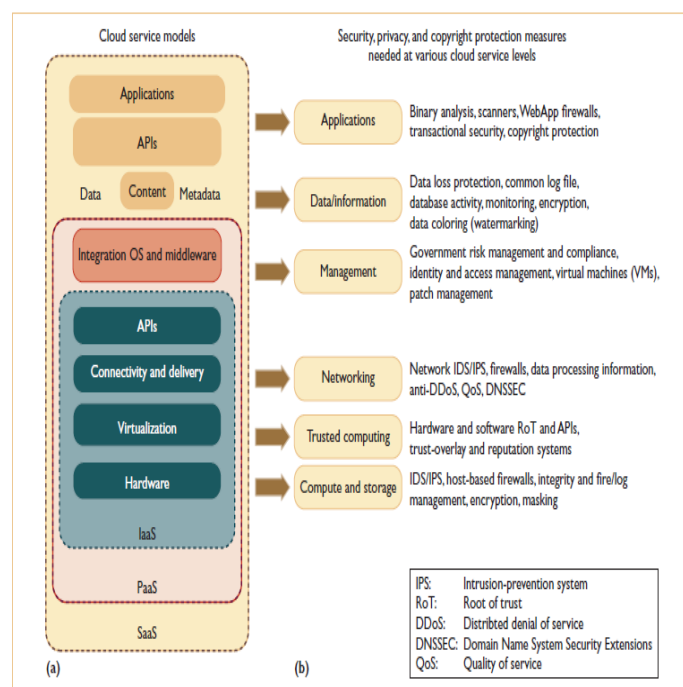 Cloud service models
Security, privacy, and copyright protection measures
needed at various cloud service levels
Applications
APIs
Data
Content
Metadata
Integration OS and middleware
APIs
Connectivity and delivery
Virtualization
Hardware
IaaS
PaaS
SaaS
(a)
Applications
Binary analysis, scanners, WebApp firewalls,
transactional security, copyright protection
Data/information
Data loss protection, common log file,
database activity, monitoring, encryption,
data coloring (watermarking)
Management
Government risk management and compliance,
identity and access management, virtual machines (VMs),
patch management
Networking
Network IDS/IPS, firewalls, data processing information,
anti-DDoS, QoS, DNSSEC
Trusted computing
Hardware and software RoT and APIs,
trust-overlay and reputation systems
Compute and storage
IDS/IPS, host-based firewalls, integrity and fire/log
management, encryption, masking
IPS: Intrusion-prevention system
RoT: Root of trust
DDoS: Distribted denial of service
DNSSEC: Domain Name System Security Extensions
QoS: Quality of service
(b)